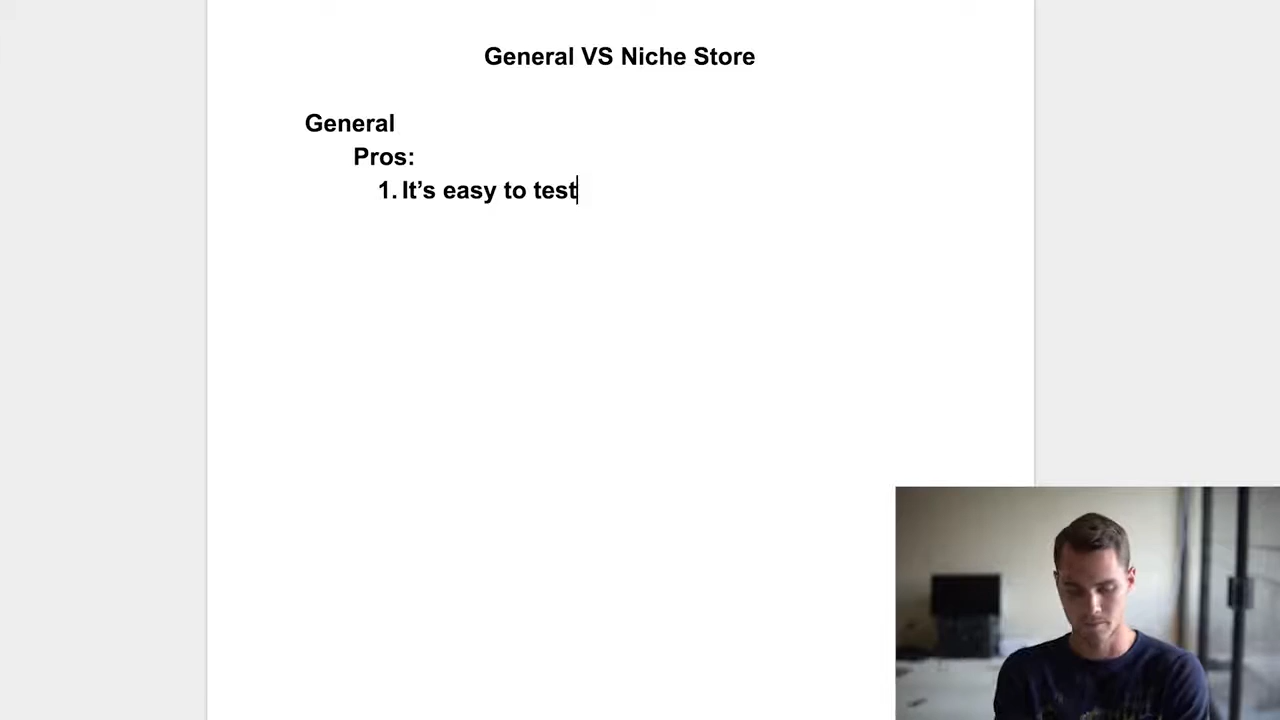 General VS Niche Store
General
Pros:
1. It’s easy to test